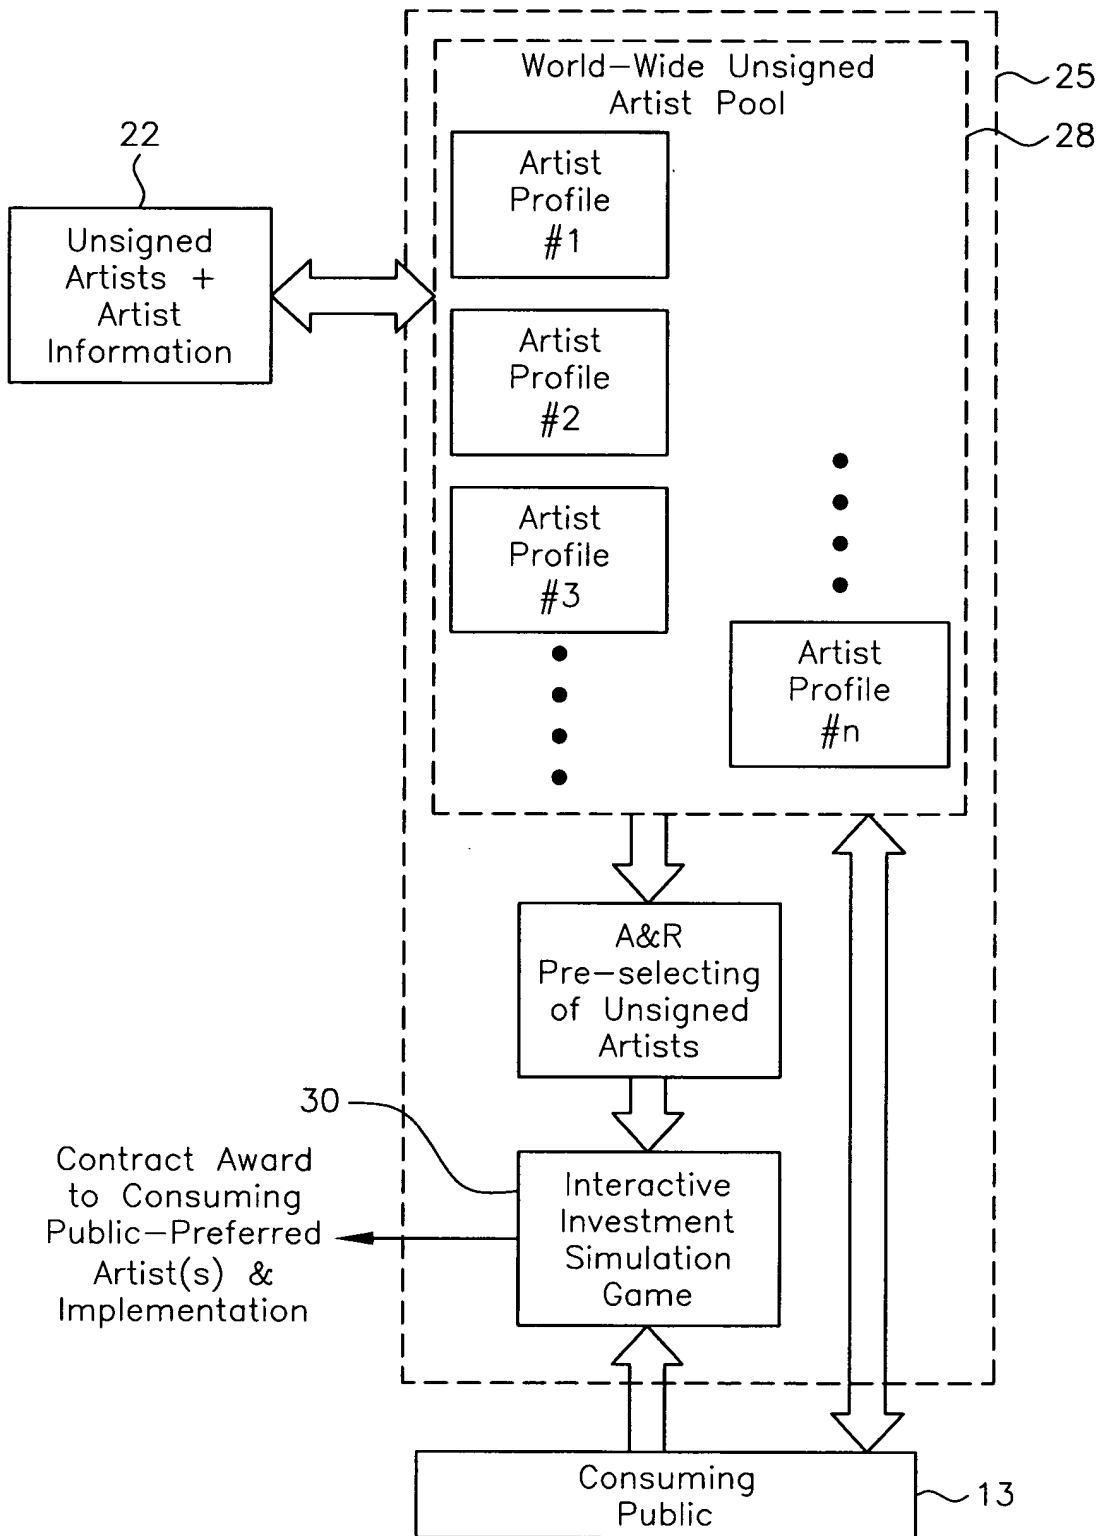 World-Wide Unsigned
Artist Pool
25
28
22
Unsigned
Artists +
Artist
Information
Artist
Profile
#1
Artist
Profile
#2
Artist
Profile
#3
Artist
Profile
#n
A&R
Pre-selecting
of Unsigned
Artists
30
Contract Award
to Consuming
Public-Preferred
Artist(s) &
Implementation
Interactive
Investment
Simulation
Game
Consuming
Public
13